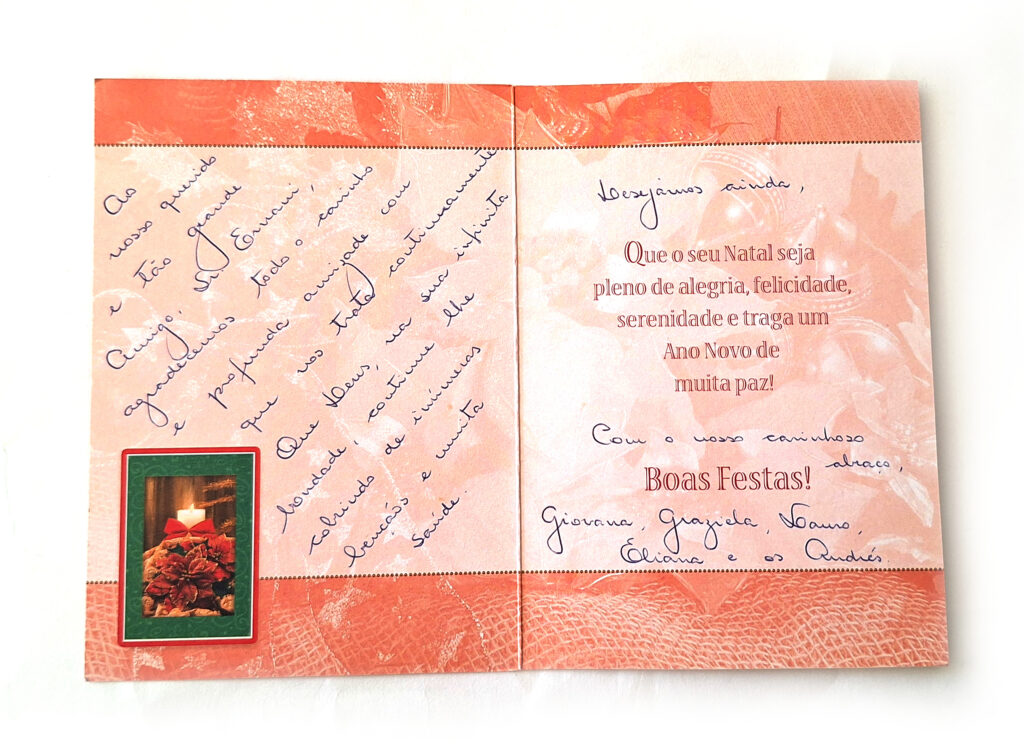 Ao
nosso querido
e tão grande
Amigo, Sr Ernani,
agradecemos todo o carinho
e profunda amizade com
que nos trata continuamente
Que Deus, na sua infinita
bondade, continue lhe
cobrindo de inúmeras
bençãos e muita
saúde.
Desejámos ainda,
Que o seu Natal seja
pleno de alegria, felicidade,
serenidade e traga um
Ano Novo de
muita paz!
Com o nosso carinhoso
abraço,
Boas Festas!
Giovana, Graziela, Lauro,
Eliana e os Andrés